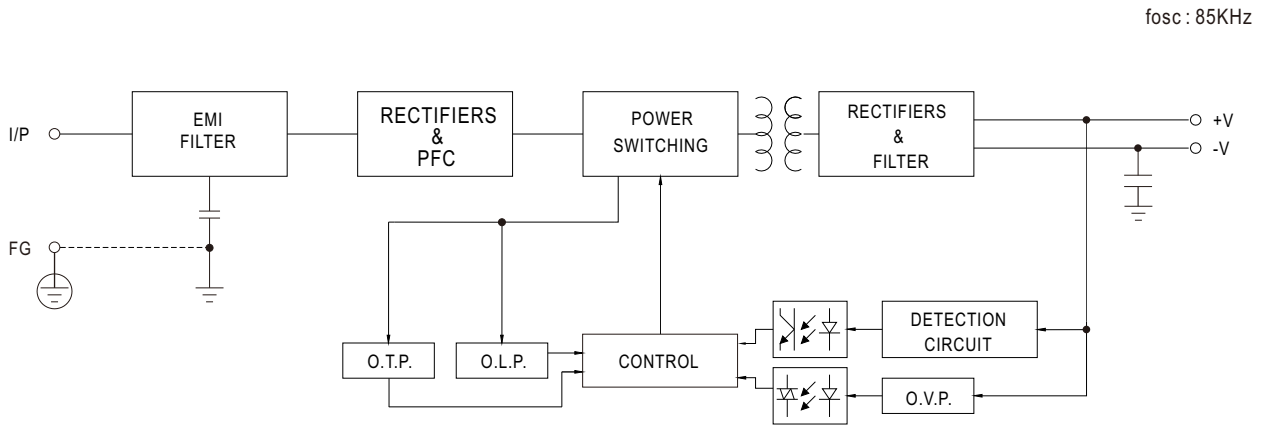 fosc : 85KHz
I/P
EMI
FILTER
RECTIFIERS
&
PFC
POWER
SWITCHING
RECTIFIERS
&
FILTER
+V
-V
FG
O.T.P.
O.L.P.
CONTROL
DETECTION
CIRCUIT
O.V.P.